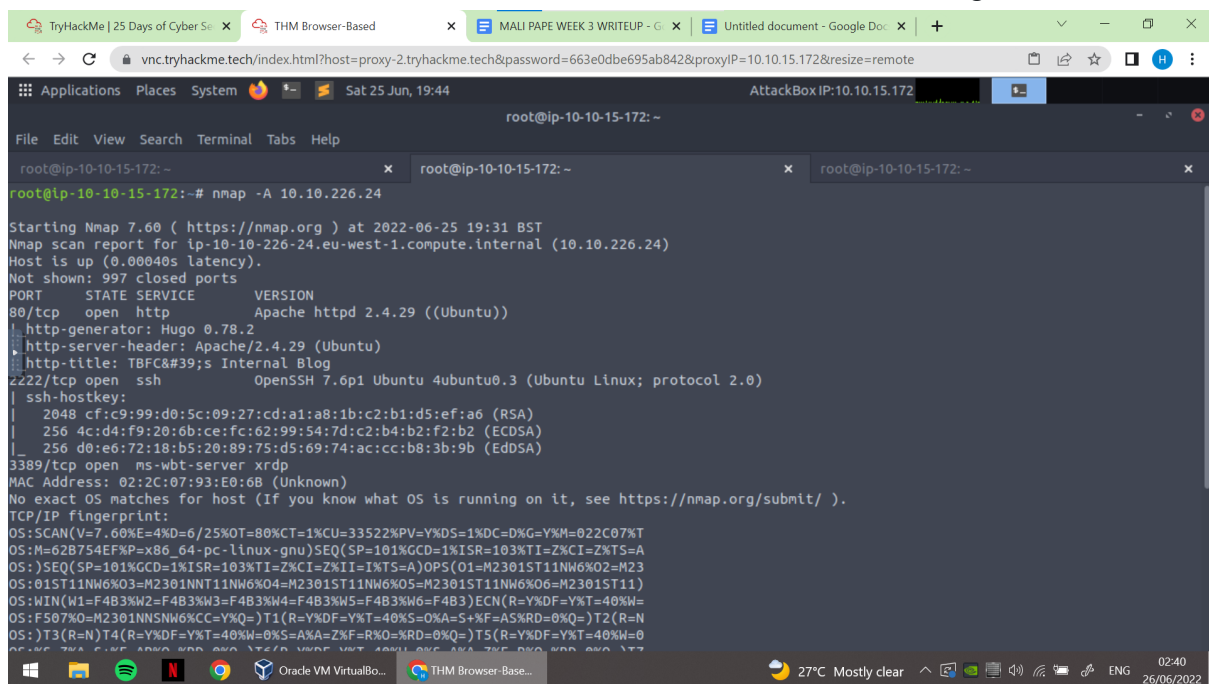 TryHackMe | 25 Days of Cyber Se
THM Browser-Based
MALI PAPE WEEK 3 WRITEUP - G
Untitled document - Google Doc
vnc.tryhackme.tech/index.html?host=proxy-2.tryhackme.tech&password=663e0dbe695ab842&proxyIP=10.10.15.172&resize=remote
H
Applications Places System Sat 25 Jun, 19:44 AttackBox IP:10.10.15.172
root@ip-10-10-15-172: ~
File Edit View Search Terminal Tabs Help
root@ip-10-10-15-172: ~ root@ip-10-10-15-172: ~ root@ip-10-10-15-172: ~
root@ip-10-10-15-172:~# nmap -A 10.10.226.24
Starting Nmap 7.60 ( https://nmap.org ) at 2022-06-25 19:31 BST
Nmap scan report for ip-10-10-226-24.eu-west-1.compute.internal (10.10.226.24)
Host is up (0.00040s latency).
Not shown: 997 closed ports
PORT STATE SERVICE VERSION
80/tcp open http Apache httpd 2.4.29 ((Ubuntu))
|_http-generator: Hugo 0.78.2
http-server-header: Apache/2.4.29 (Ubuntu)
http-title: TBFC&#39;s Internal Blog
2222/tcp open ssh OpenSSH 7.6p1 Ubuntu 4ubuntu0.3 (Ubuntu Linux; protocol 2.0)
| ssh-hostkey:
| 2048 cf:c9:99:d0:5c:09:27:cd:a1:a8:1b:c2:b1:d5:ef:a6 (RSA)
| 256 4c:d4:f9:20:6b:ce:fc:62:99:54:7d:c2:b4:b2:f2:b2 (ECDSA)
|_ 256 d0:e6:72:18:b5:20:89:75:d5:69:74:ac:cc:b8:3b:9b (EdDSA)
3389/tcp open ms-wbt-server xrdp
MAC Address: 02:2C:07:93:E0:6B (Unknown)
No exact OS matches for host (If you know what OS is running on it, see https://nmap.org/submit/ ).
TCP/IP fingerprint:
OS:SCAN(V=7.60%E=4%D=6/25%OT=80%CT=1%CU=33522%PV=Y%DS=1%DC=D%G=Y%M=022C07%T
OS:M=62B754EF%P=x86_64-pc-linux-gnu)SEQ(SP=101%GCD=1%ISR=103%TI=Z%CI=Z%TS=A
OS:)SEQ(SP=101%GCD=1%ISR=103%TI=Z%CI=Z%II=I%TS=A)OPS(O1=M2301ST11NW6%O2=M23
OS:01ST11NW6%O3=M2301NNT11NW6%O4=M2301ST11NW6%O5=M2301ST11NW6%O6=M2301ST11)
OS:WIN(W1=F4B3%W2=F4B3%W3=F4B3%W4=F4B3%W5=F4B3%W6=F4B3)ECN(R=Y%DF=Y%T=40%W=
OS:F507%O=M2301NNSNW6%CC=Y%Q=)T1(R=Y%DF=Y%T=40%S=O%A=S+%F=AS%RD=0%Q=)T2(R=N
OS:)T3(R=N)T4(R=Y%DF=Y%T=40%W=0%S=A%A=Z%F=R%O=%RD=0%Q=)T5(R=Y%DF=Y%T=40%W=0
Oracle VM VirtualBo... THM Browser-Base... 27°C Mostly clear ENG 02:40
26/06/2022